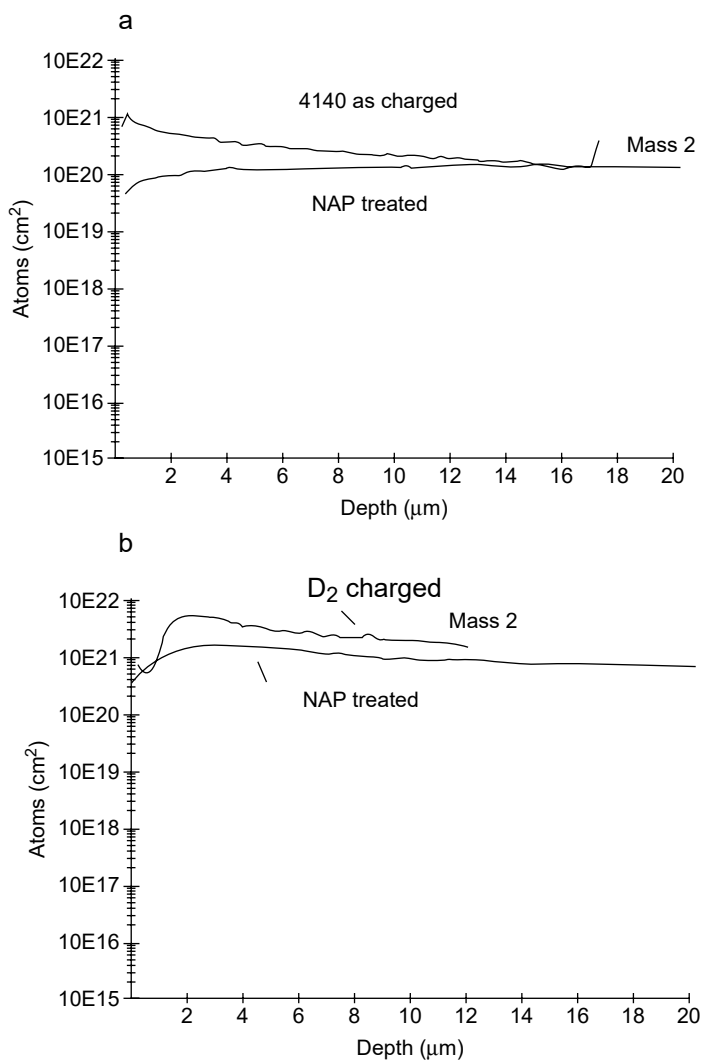 a
10E22
10E21
10E20
10E19
10E18
10E17
10E16
10E15
Atoms (cm²)
4140 as charged
Mass 2
NAP treated
2 4 6 8 10 12 14 16 18 20
Depth (μm)
b
10E22
10E21
10E20
10E19
10E18
10E17
10E16
10E15
Atoms (cm²)
D₂ charged
Mass 2
NAP treated
2 4 6 8 10 12 14 16 18 20
Depth (μm)